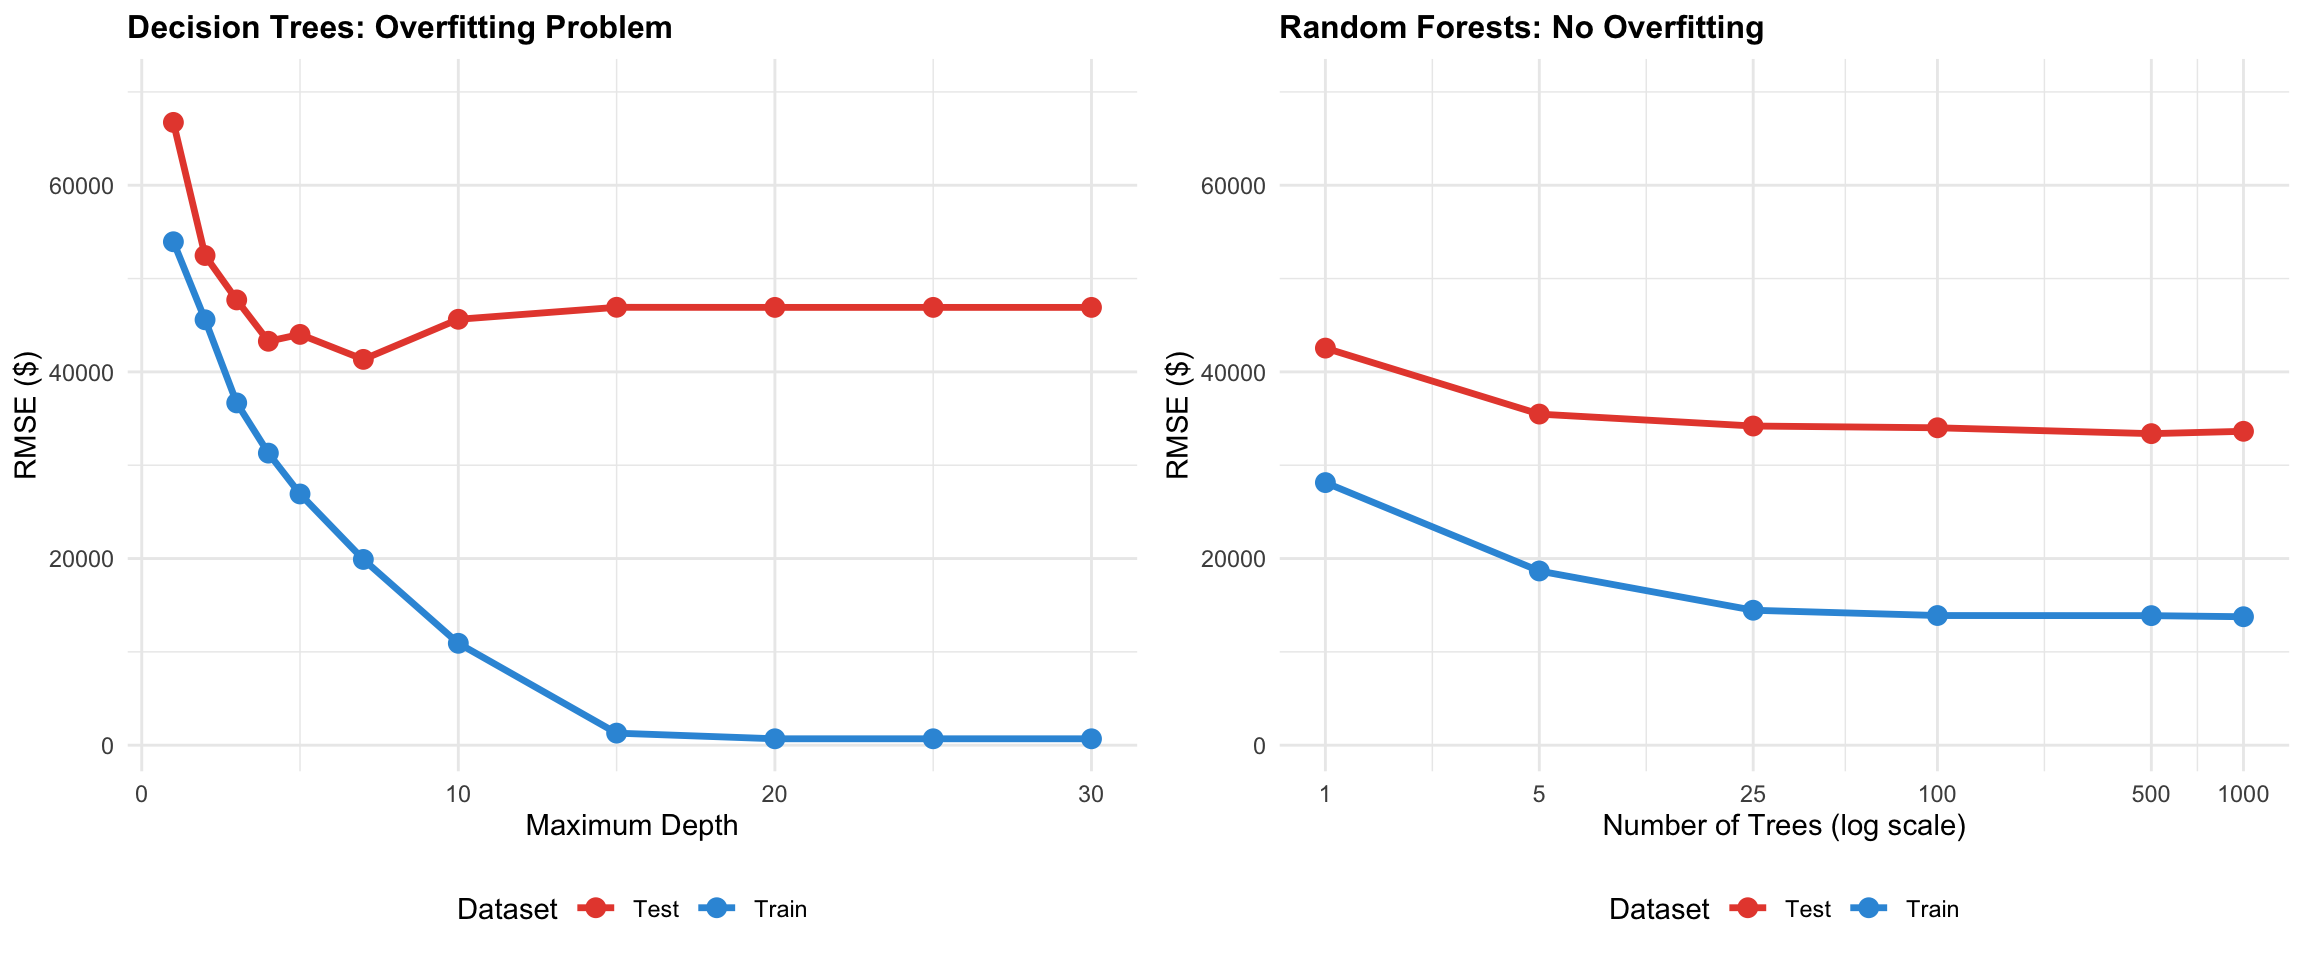 Decision Trees: Overfitting Problem
RMSE ($)
60000
40000
20000
0
0 10 20 30
Maximum Depth
Dataset Test Train
Random Forests: No Overfitting
RMSE ($)
60000
40000
20000
0
1 5 25 100 500 1000
Number of Trees (log scale)
Dataset Test Train